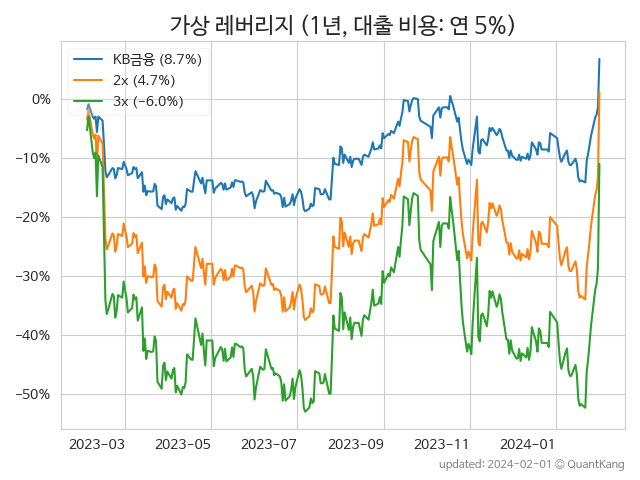 가상 레버리지 (1년, 대출 비용: 연 5%)
KB금융 (8.7%)
2x (4.7%)
3x (−6.0%)
0%
−10%
−20%
−30%
−40%
−50%
2023-03 2023-05 2023-07 2023-09 2023-11 2024-01
updated: 2024-02-01 © QuantKang